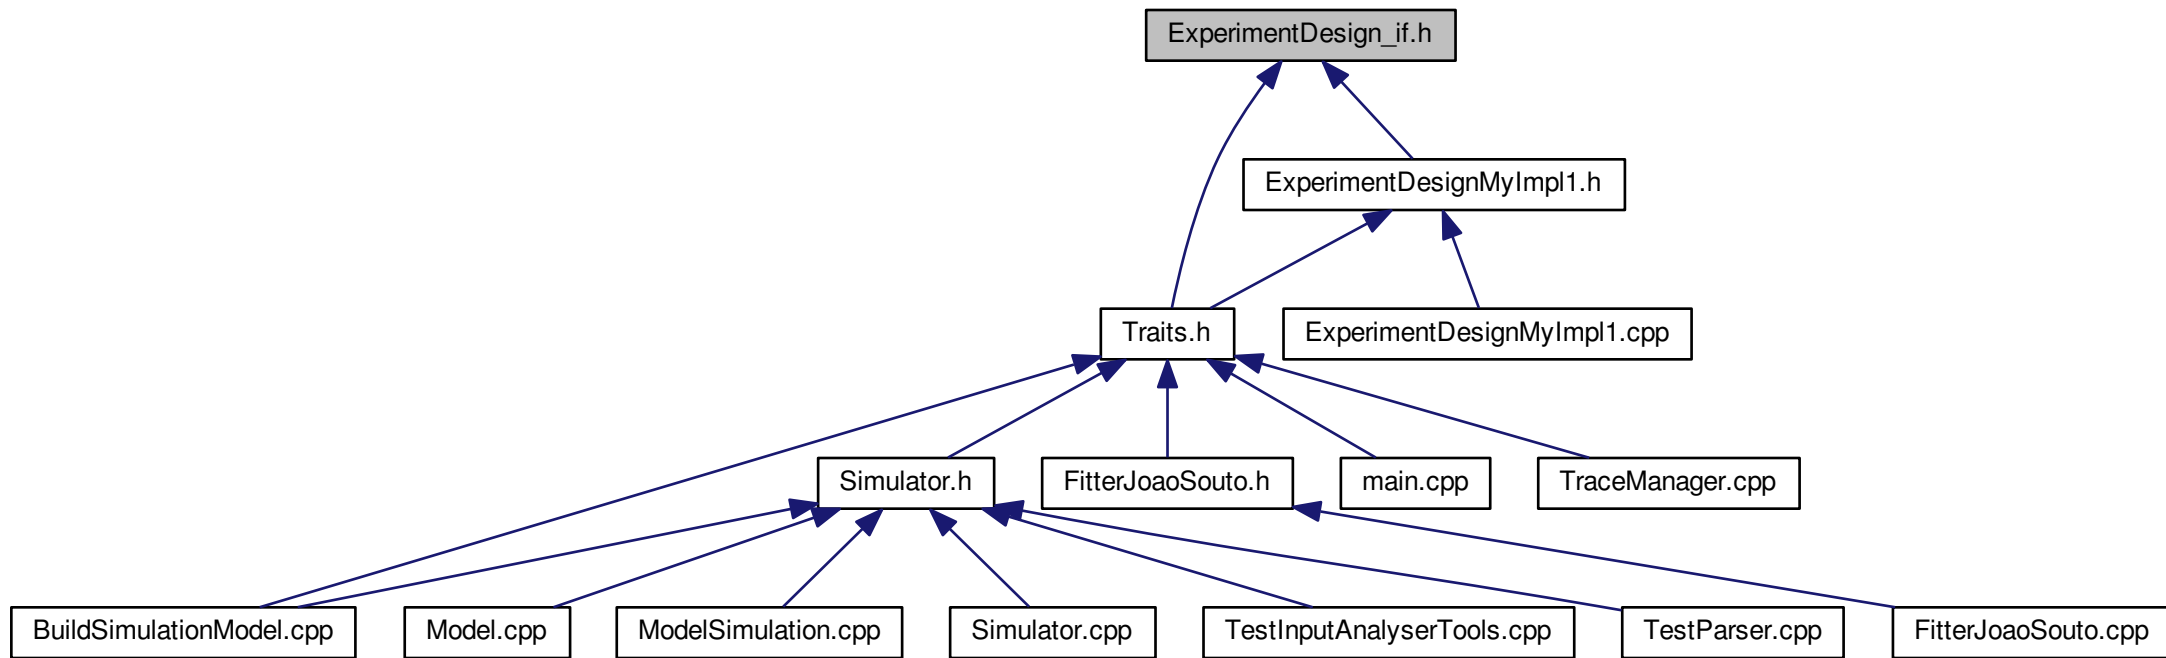 ExperimentDesign_if.h
ExperimentDesignMyImpl1.h
Traits.h
ExperimentDesignMyImpl1.cpp
Simulator.h
FitterJoaoSouto.h
main.cpp
TraceManager.cpp
BuildSimulationModel.cpp
Model.cpp
ModelSimulation.cpp
Simulator.cpp
TestInputAnalyserTools.cpp
TestParser.cpp
FitterJoaoSouto.cpp